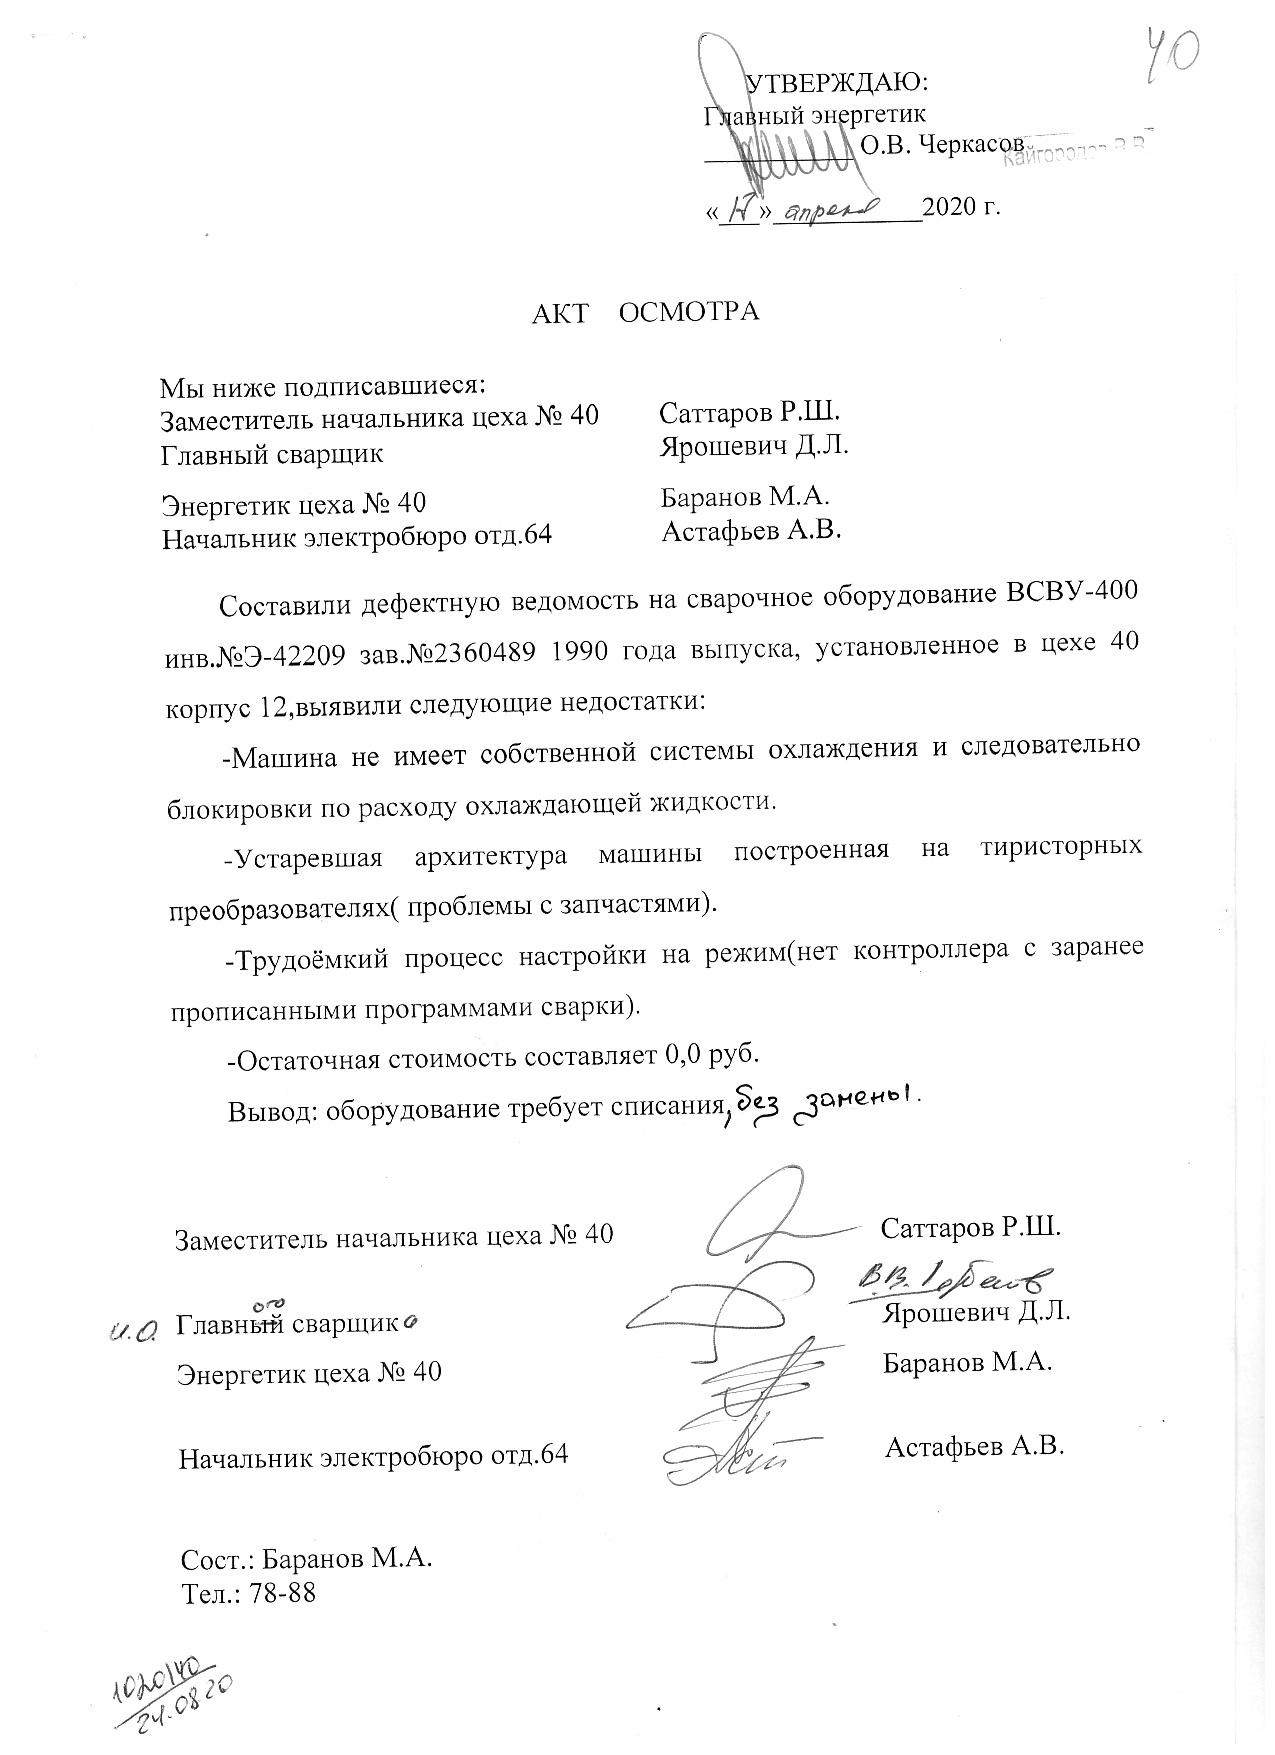 40
УТВЕРЖДАЮ:
Главный энергетик
О.В. Черкасов
«17» апреля 2020 г.
АКТ ОСМОТРА
Мы ниже подписавшиеся:
Заместитель начальника цеха № 40 Саттаров Р.Ш.
Главный сварщик Ярошевич Д.Л.
Энергетик цеха № 40 Баранов М.А.
Начальник электробюро отд.64 Астафьев А.В.
Составили дефектную ведомость на сварочное оборудование ВСВУ-400
инв.№Э-42209 зав.№2360489 1990 года выпуска, установленное в цехе 40
корпус 12,выявили следующие недостатки:
-Машина не имеет собственной системы охлаждения и следовательно
блокировки по расходу охлаждающей жидкости.
-Устаревшая архитектура машины построенная на тиристорных
преобразователях( проблемы с запчастями).
-Трудоёмкий процесс настройки на режим(нет контроллера с заранее
прописанными программами сварки).
-Остаточная стоимость составляет 0,0 руб.
Вывод: оборудование требует списания, без замены.
Заместитель начальника цеха № 40 Саттаров Р.Ш.
В.В.
ого
и.о. Главный сварщика Ярошевич Д.Л.
Энергетик цеха № 40 Баранов М.А.
Начальник электробюро отд.64 Астафьев А.В.
Сост.: Баранов М.А.
Тел.: 78-88
1020/40
24.08.20